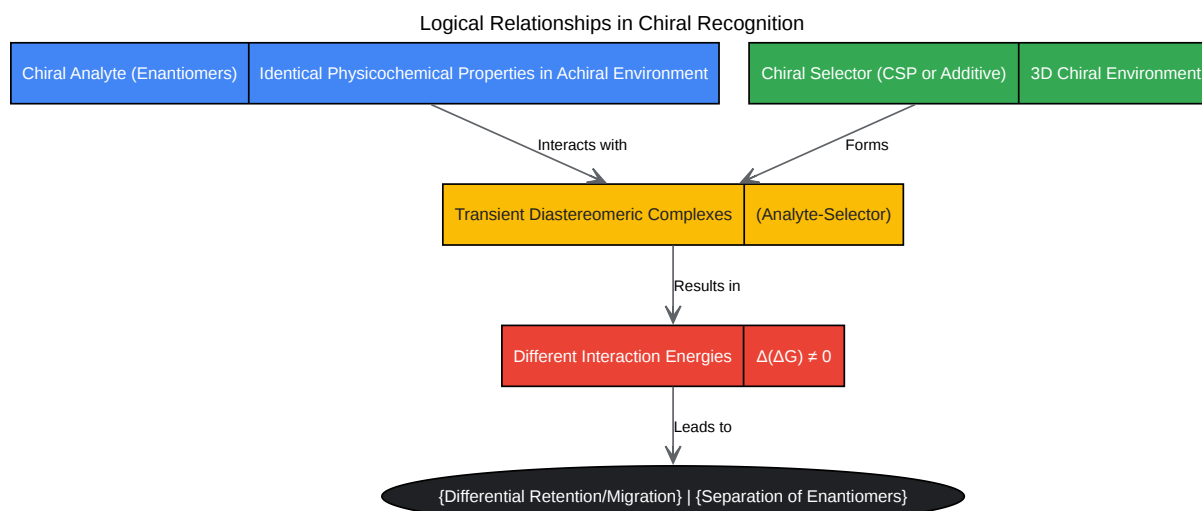 Logical Relationships in Chiral Recognition
Chiral Analyte (Enantiomers)
Identical Physicochemical Properties in Achiral Environment
Chiral Selector (CSP or Additive)
3D Chiral Environment
Interacts with
Forms
Transient Diastereomeric Complexes
(Analyte-Selector)
Results in
Different Interaction Energies
Δ(ΔG) ≠ 0
Leads to
{Differential Retention/Migration} | {Separation of Enantiomers}